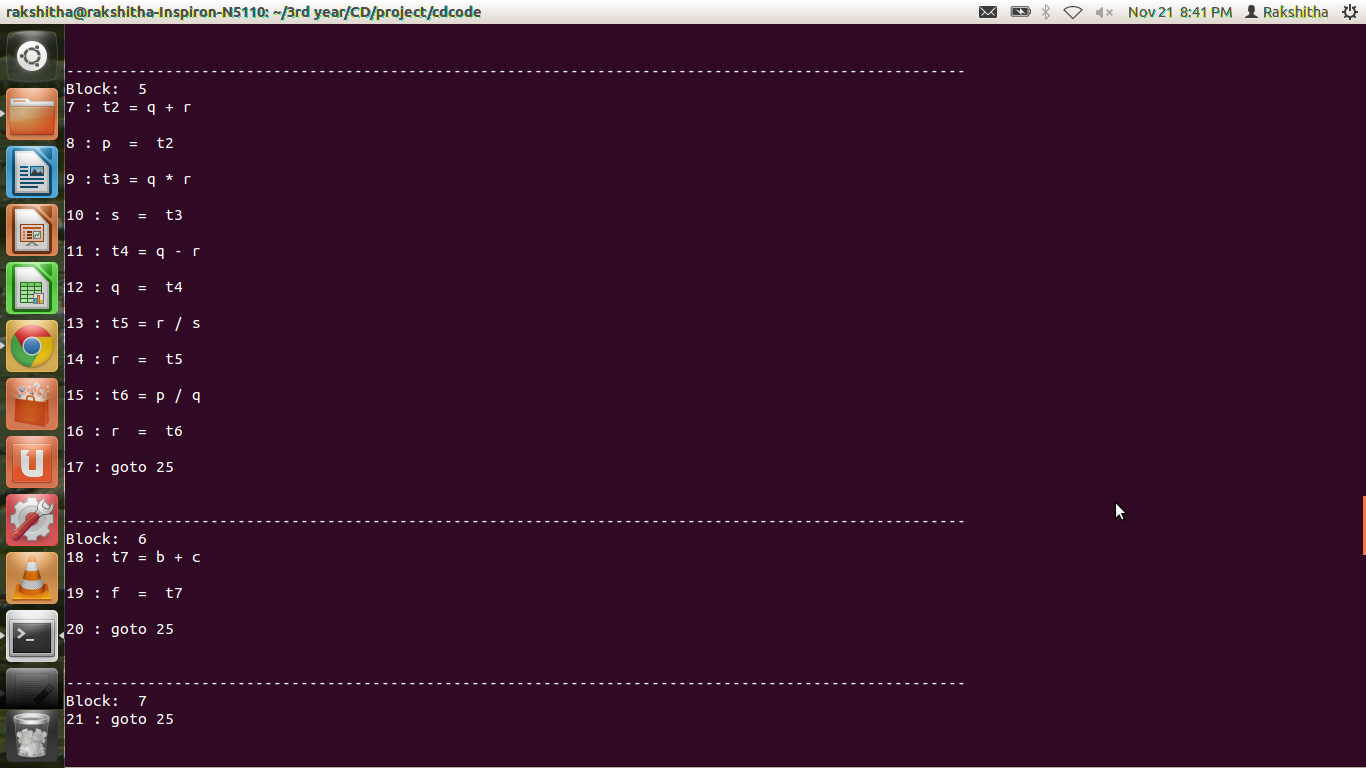 rakshitha@rakshitha-Inspiron-N5110: ~/3rd year/CD/project/cdcode
Nov 21 8:41 PM Rakshitha
----------------------------------------------------------------------------------------------------
Block:  5
7 : t2 = q + r
8 : p  =  t2
9 : t3 = q * r
10 : s  =  t3
11 : t4 = q - r
12 : q  =  t4
13 : t5 = r / s
14 : r  =  t5
15 : t6 = p / q
16 : r  =  t6
17 : goto 25
----------------------------------------------------------------------------------------------------
Block:  6
18 : t7 = b + c
19 : f  =  t7
20 : goto 25
----------------------------------------------------------------------------------------------------
Block:  7
21 : goto 25